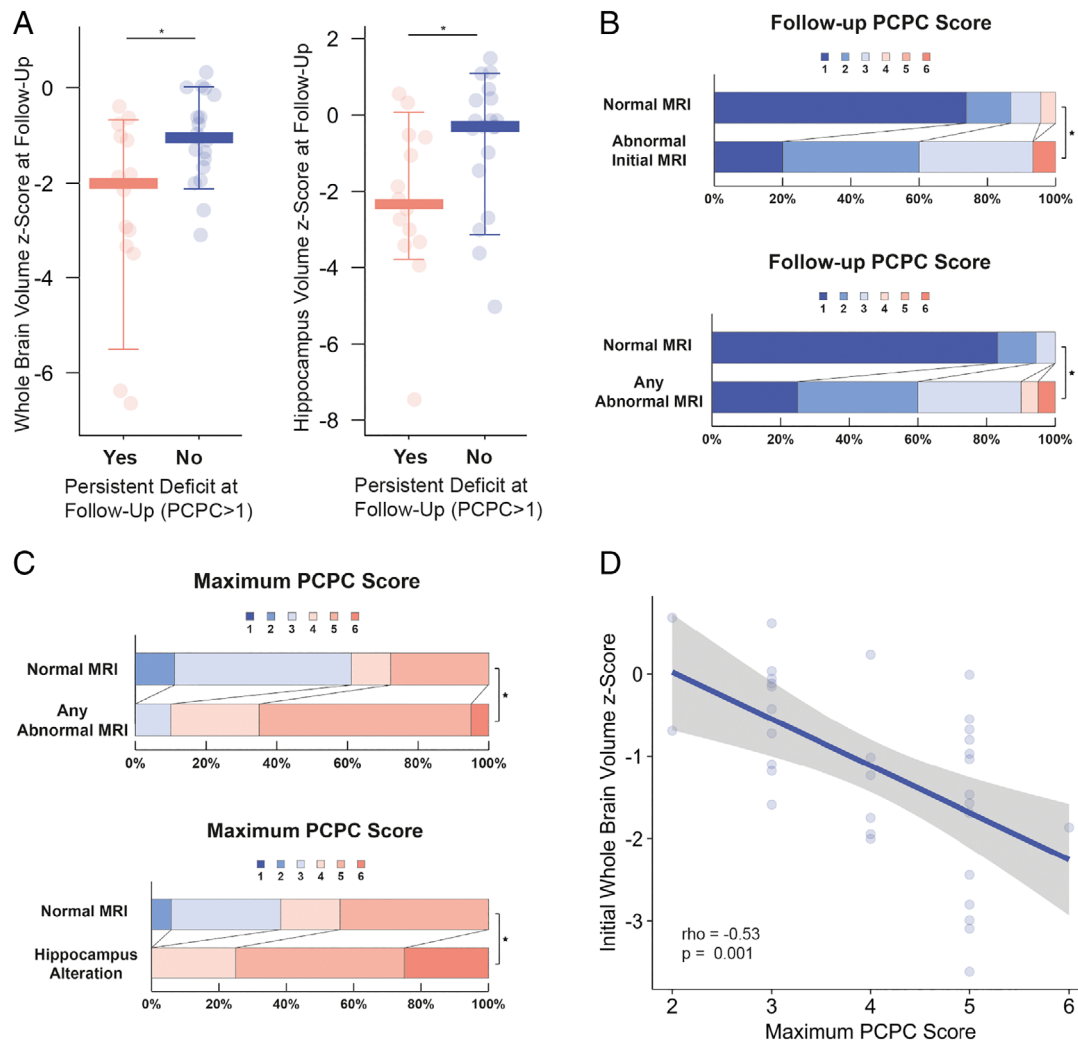 A
Whole Brain Volume z-Score at Follow-Up
*
0
-2
-4
-6
Yes No
Persistent Deficit at
Follow-Up (PCPC>1)
Hippocampus Volume z-Score at Follow-Up
*
2
0
-2
-4
-6
-8
Yes No
Persistent Deficit at
Follow-Up (PCPC>1)
B
Follow-up PCPC Score
1 2 3 4 5 6
Normal MRI
Abnormal
Initial MRI
*
0% 20% 40% 60% 80% 100%
Follow-up PCPC Score
1 2 3 4 5 6
Normal MRI
Any
Abnormal MRI
*
0% 20% 40% 60% 80% 100%
C
Maximum PCPC Score
1 2 3 4 5 6
Normal MRI
Any
Abnormal MRI
*
0% 20% 40% 60% 80% 100%
Maximum PCPC Score
1 2 3 4 5 6
Normal MRI
Hippocampus
Alteration
*
0% 20% 40% 60% 80% 100%
D
Initial Whole Brain Volume z-Score
0
-1
-2
-3
rho = -0.53
p = 0.001
2 3 4 5 6
Maximum PCPC Score